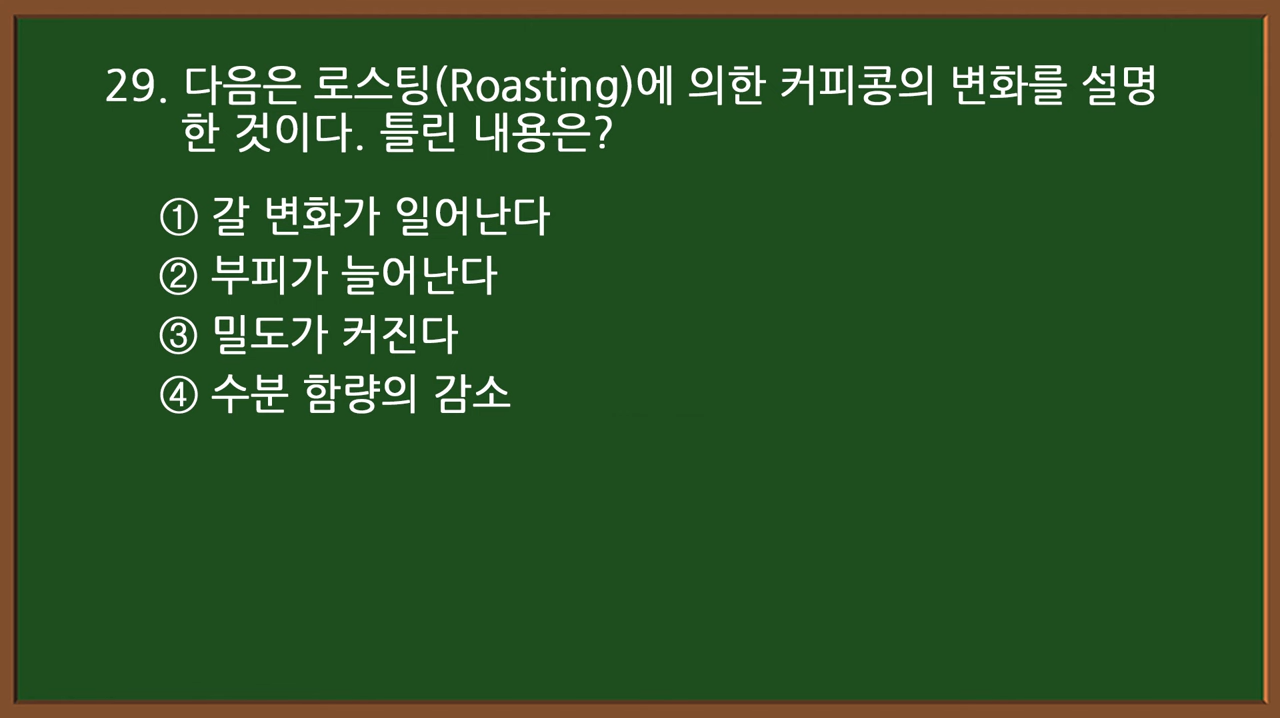 29. 다음은 로스팅(Roasting)에 의한 커피콩의 변화를 설명
한 것이다. 틀린 내용은?
① 갈 변화가 일어난다
② 부피가 늘어난다
③ 밀도가 커진다
④ 수분 함량의 감소